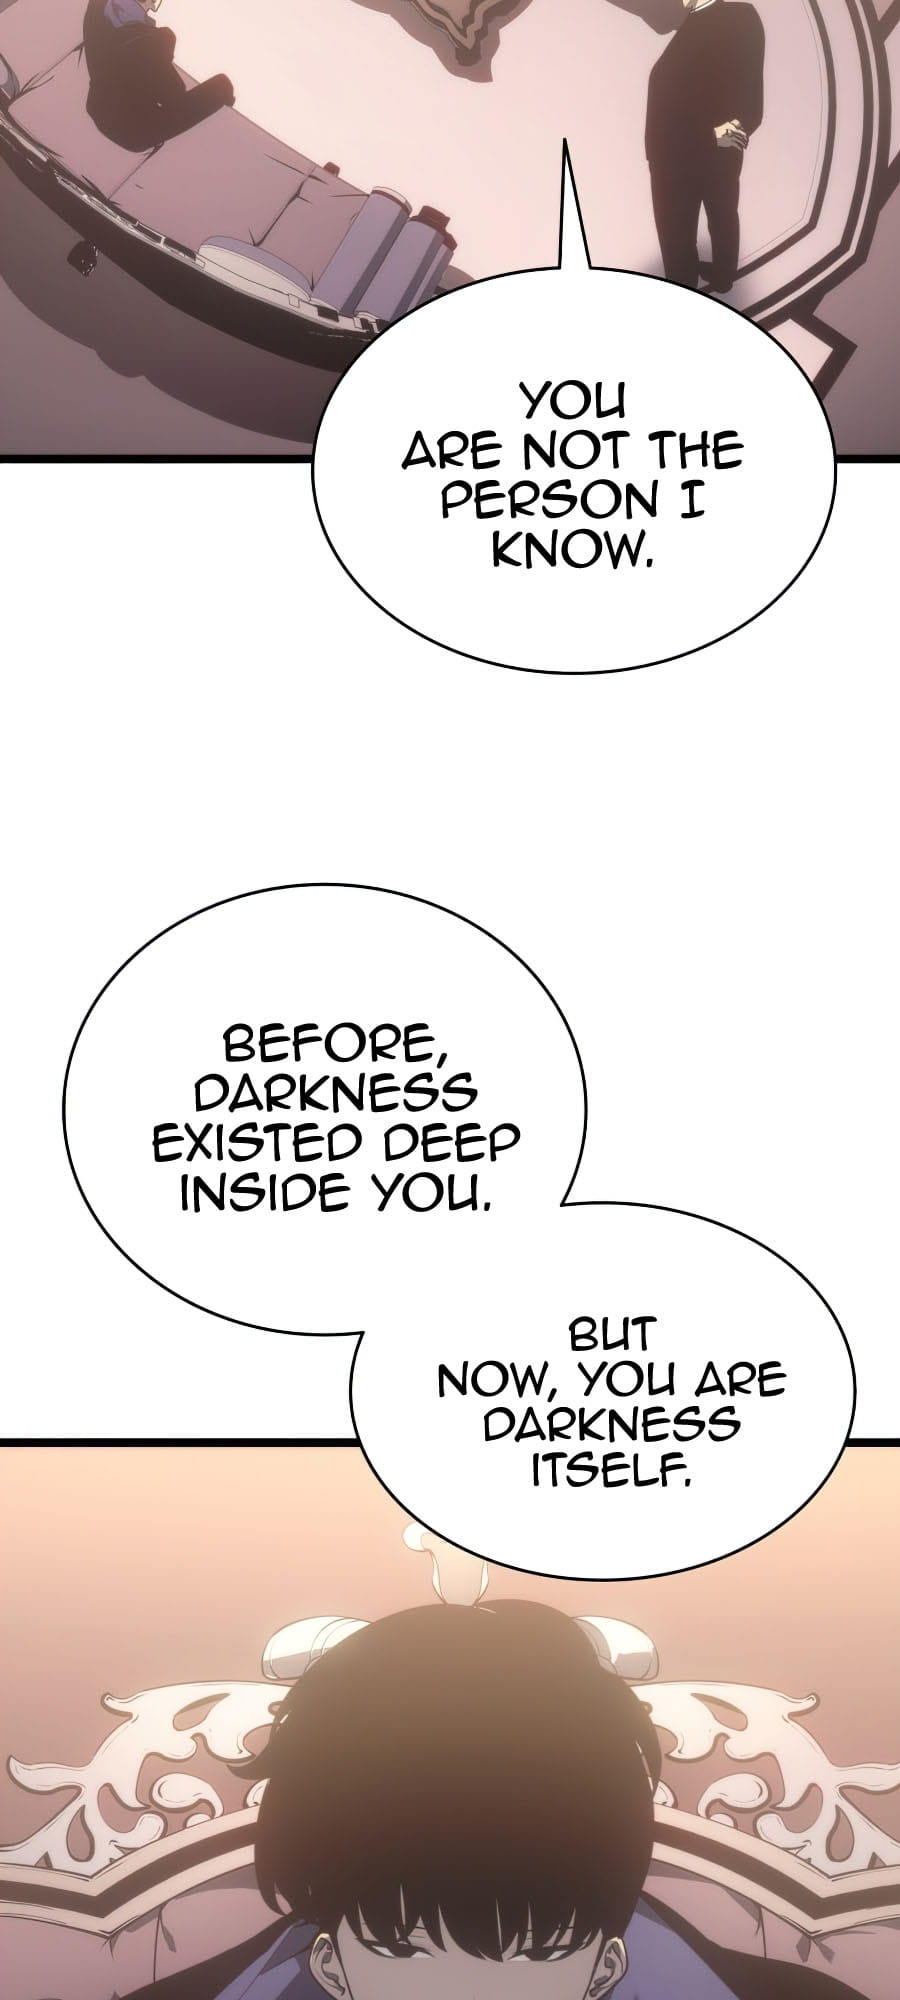 YOU
ARE NOT THE
PERSON I
KNOW.
BEFORE,
DARKNESS
EXISTED DEEP
INSIDE YOU.
BUT
NOW, YOU ARE
DARKNESS
ITSELF.